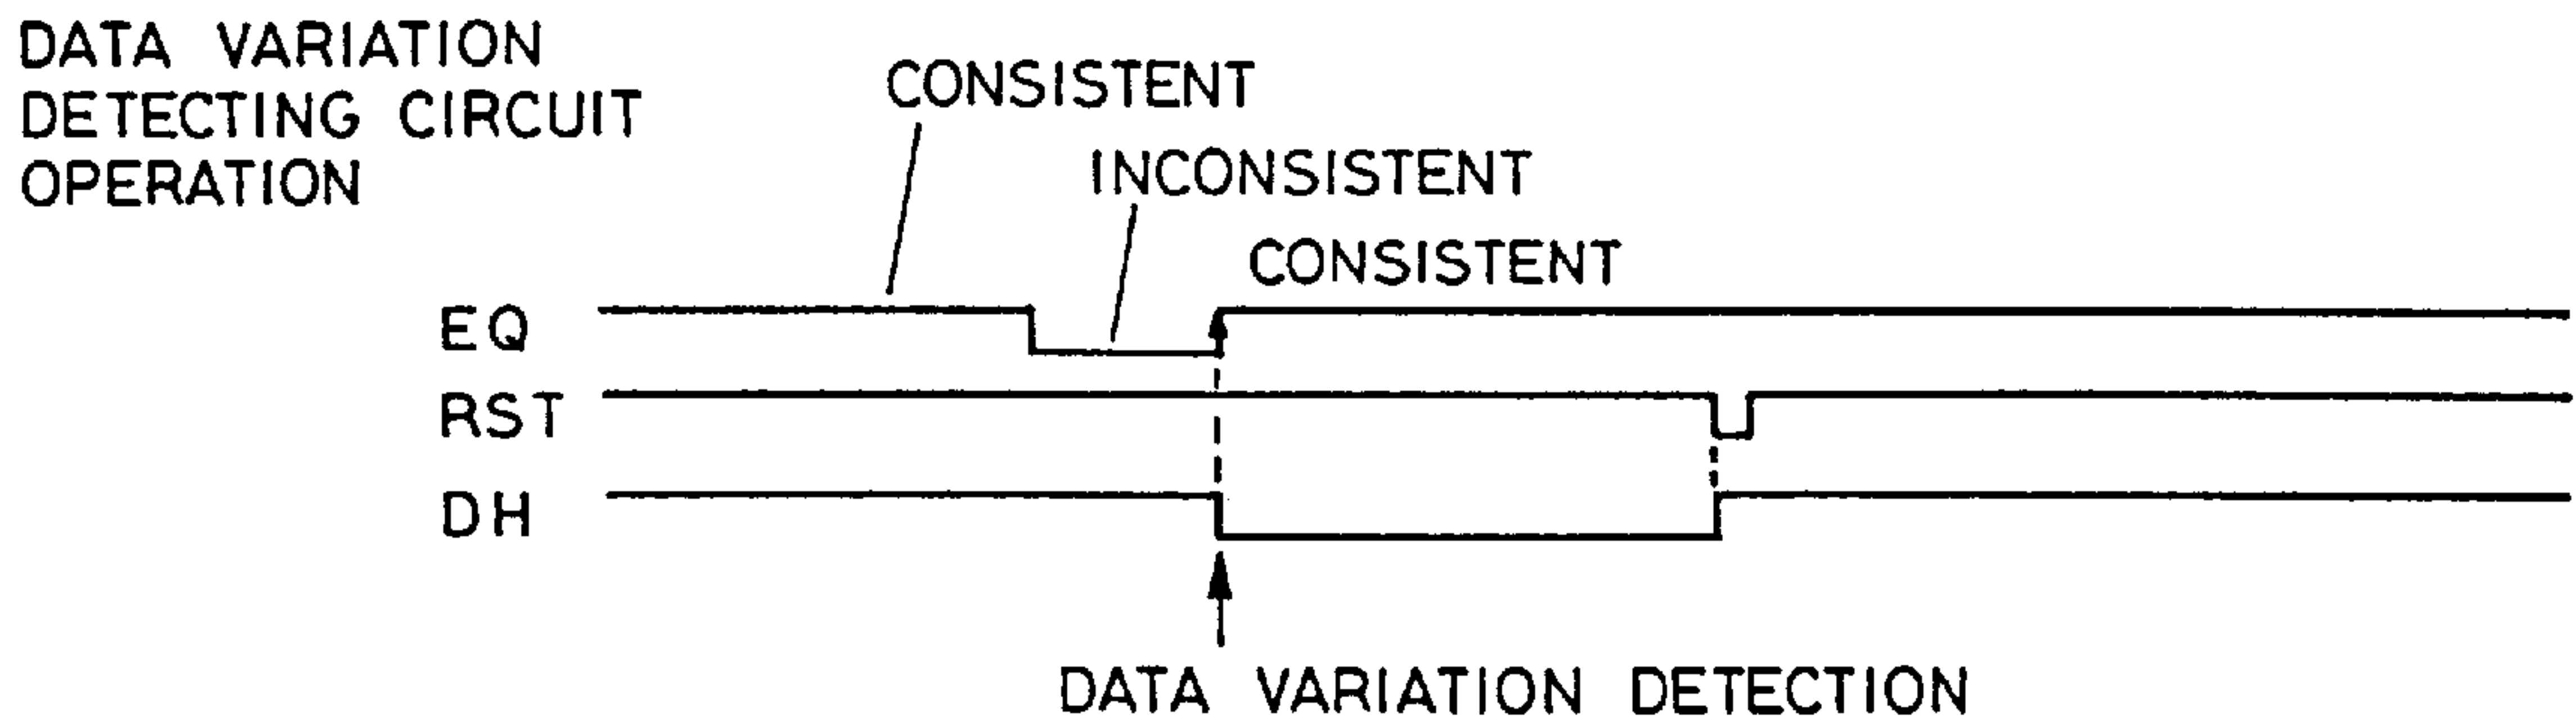 DATA VARIATION
DETECTING CIRCUIT
OPERATION
CONSISTENT
INCONSISTENT
CONSISTENT
EQ
RST
DH
DATA VARIATION DETECTION